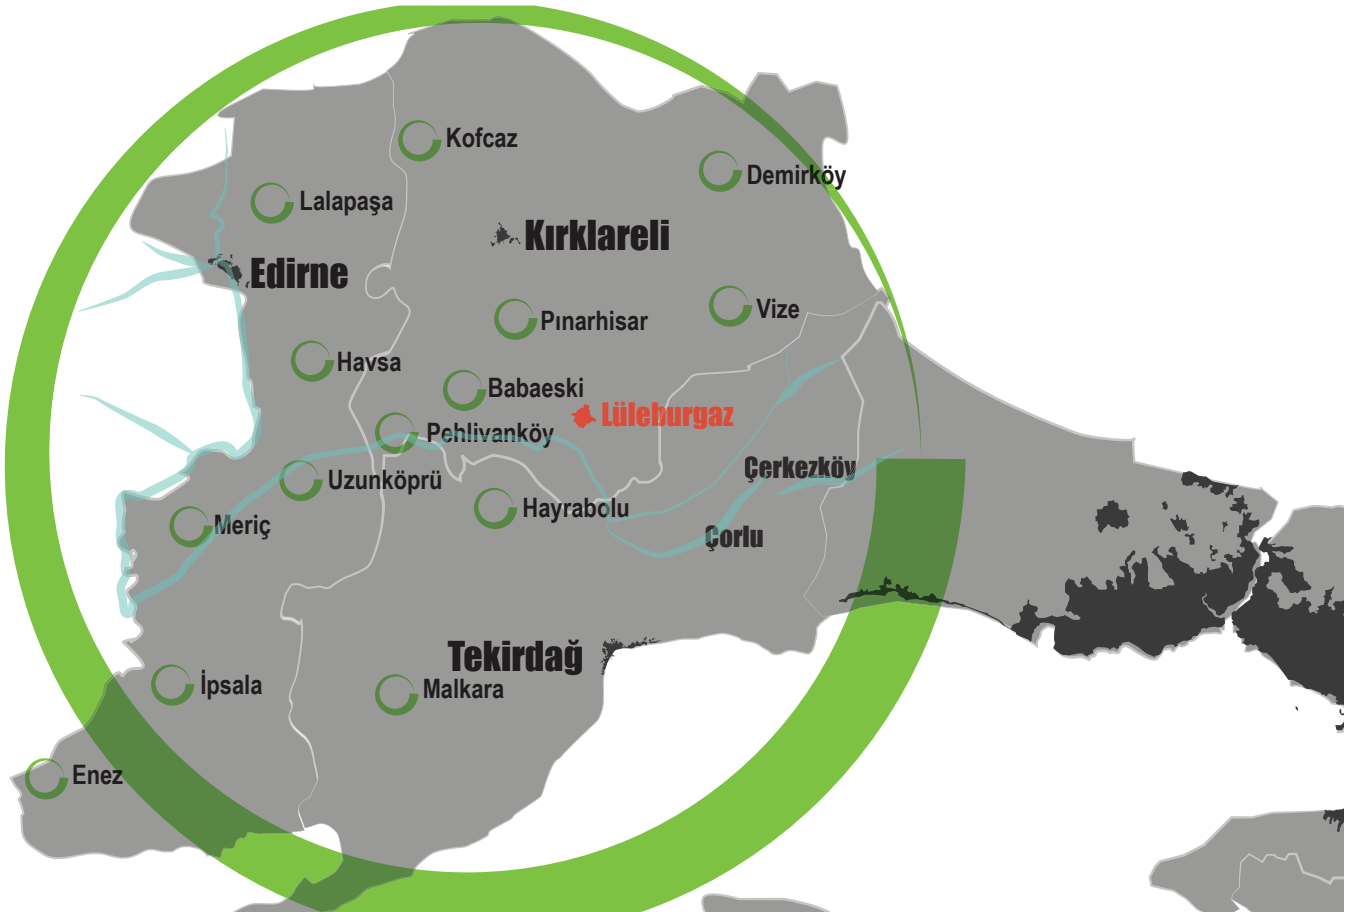 Kofcaz
Demirköy
Lalapaşa
Kırklareli
Edirne
Vize
Pınarhisar
Havsa
Babaeski
Lüleburgaz
Pehlivanköy
Çerkezköy
Uzunköprü
Hayrabolu
Meriç
Çorlu
Tekirdağ
İpsala
Malkara
Enez